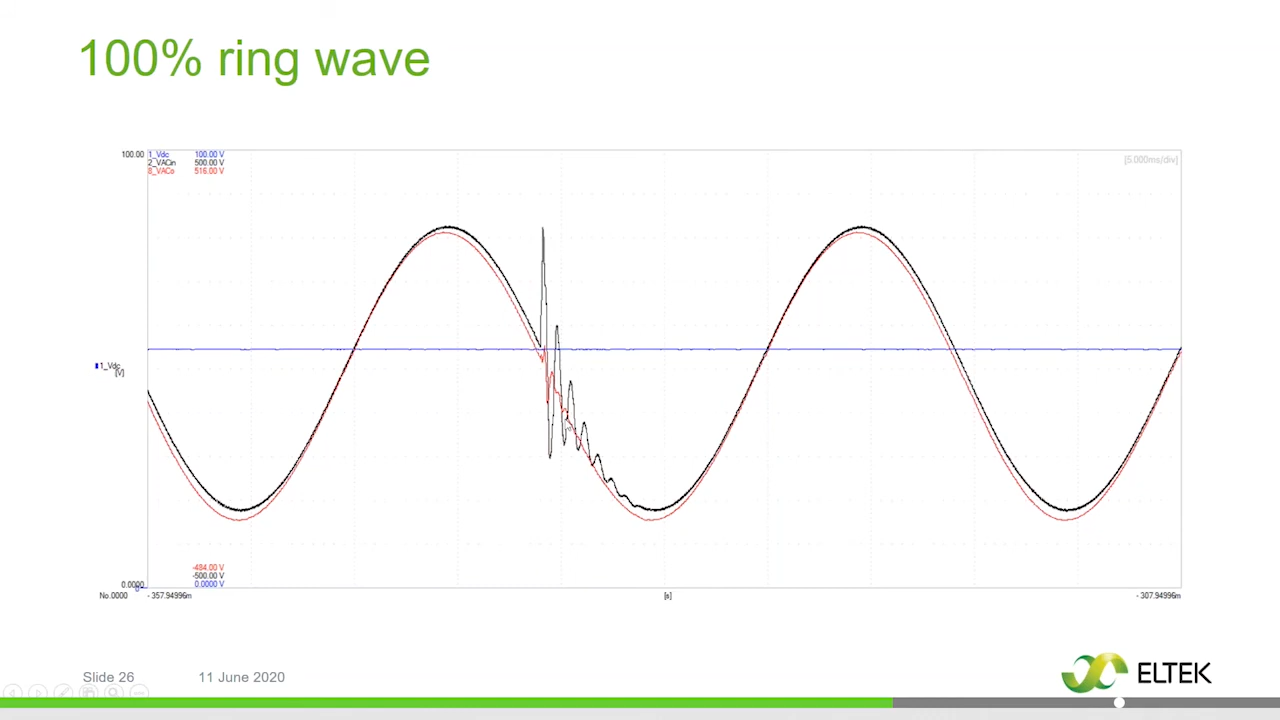 100% ring wave
100.00 1_Vdc 100.00 V
2_VACin 500.00 V
8_VACo 516.00 V
[5.000ms/div]
1_Vdc
[V]
-484.00 V
-500.00 V
0.0000 0.0000 V
No.0000 - 357.94996m [s] - 307.94996m
Slide 26 11 June 2020
ELTEK